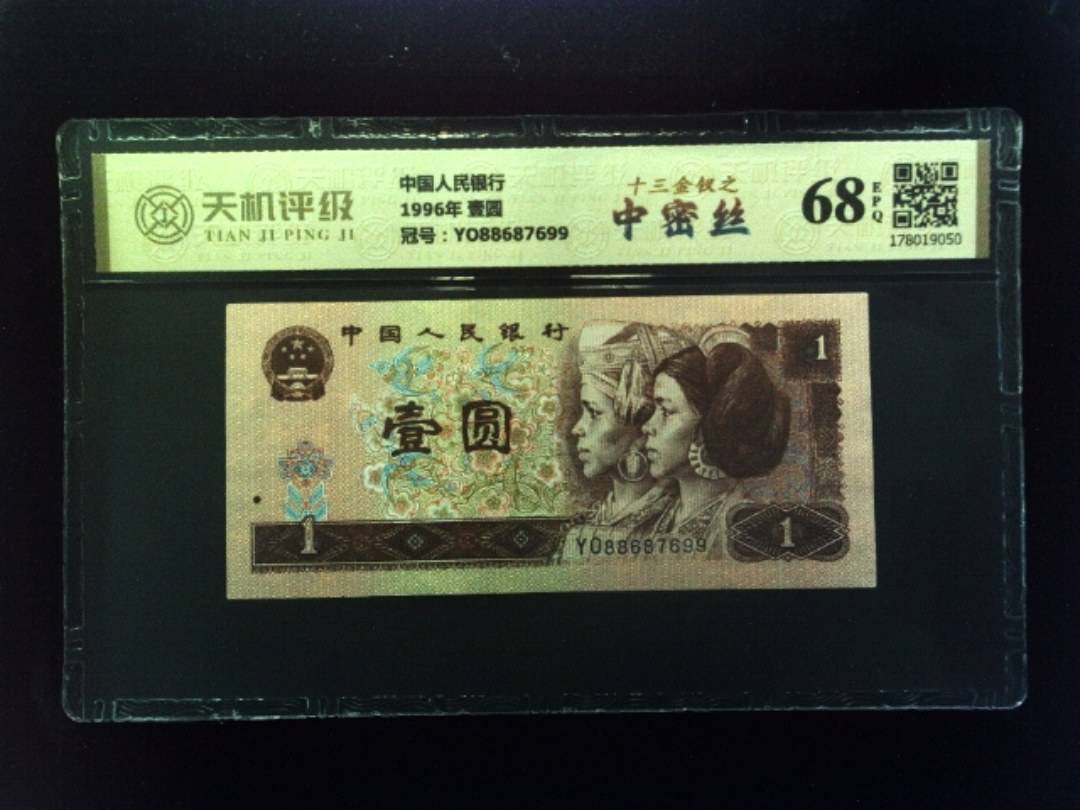 天机评级
TIAN JI PING JI
中国人民银行
1996年 壹圆
冠号：YO88687699
十三金钗之
中密丝
68
EPQ
178019050
中国人民银行
壹圆
1
1
YO88687699
1